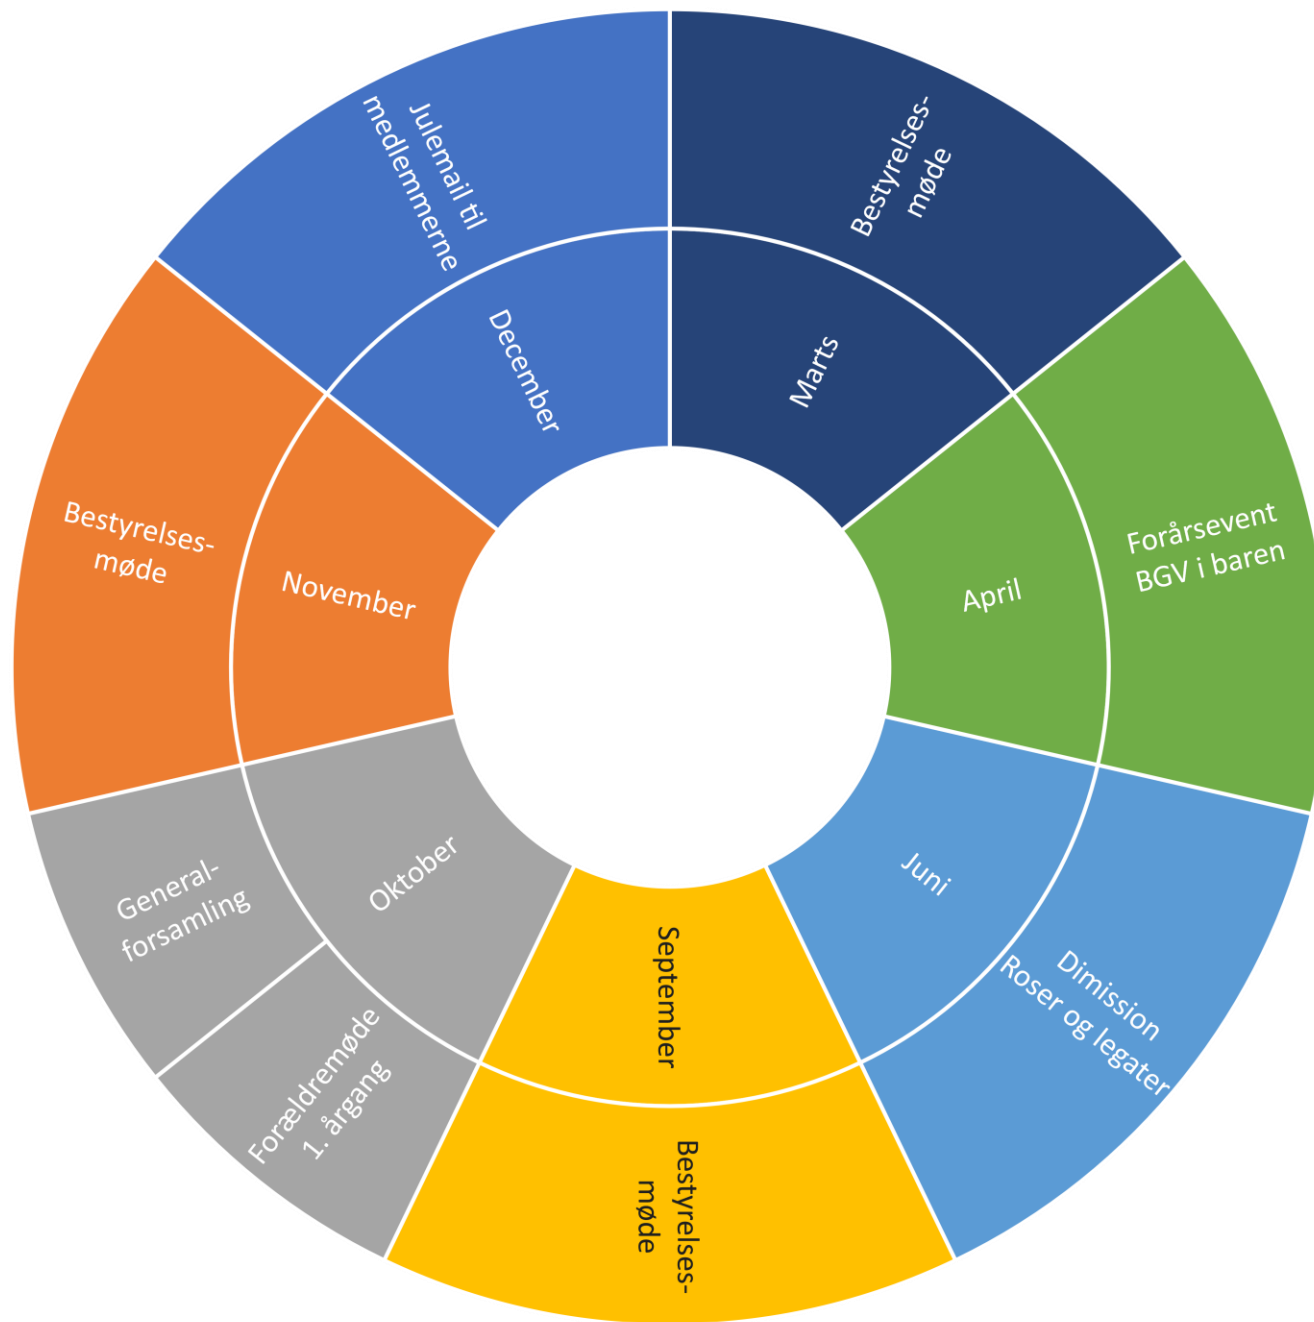 Marts
Bestyrelses-
møde
April
Forårsevent
BGV i baren
Juni
Dimission
Roser og legater
September
Bestyrelses-
møde
Oktober
Forældremøde
1. årgang
General-
forsamling
November
Bestyrelses-
møde
December
Julemail til
medlemmerne